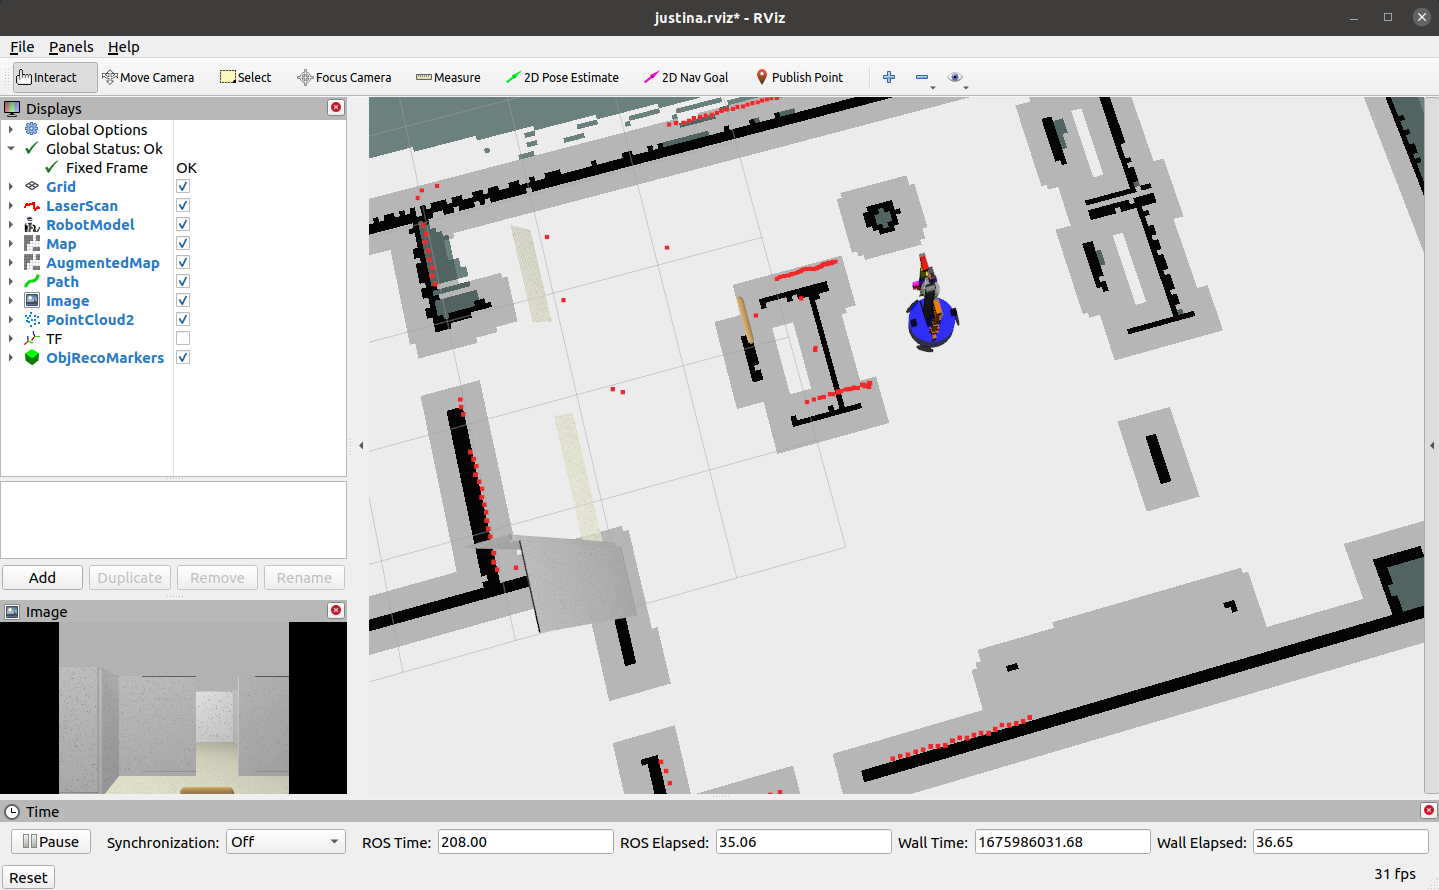 justina.rviz* - RViz
File Panels Help
Interact Move Camera Select Focus Camera Measure 2D Pose Estimate 2D Nav Goal Publish Point
Displays
Global Options
Global Status: Ok
Fixed Frame OK
Grid
LaserScan
RobotModel
Map
AugmentedMap
Path
Image
PointCloud2
TF
ObjRecoMarkers
Add Duplicate Remove Rename
Image
Time
Pause Synchronization: Off ROS Time: 208.00 ROS Elapsed: 35.06 Wall Time: 1675986031.68 Wall Elapsed: 36.65
Reset 31 fps